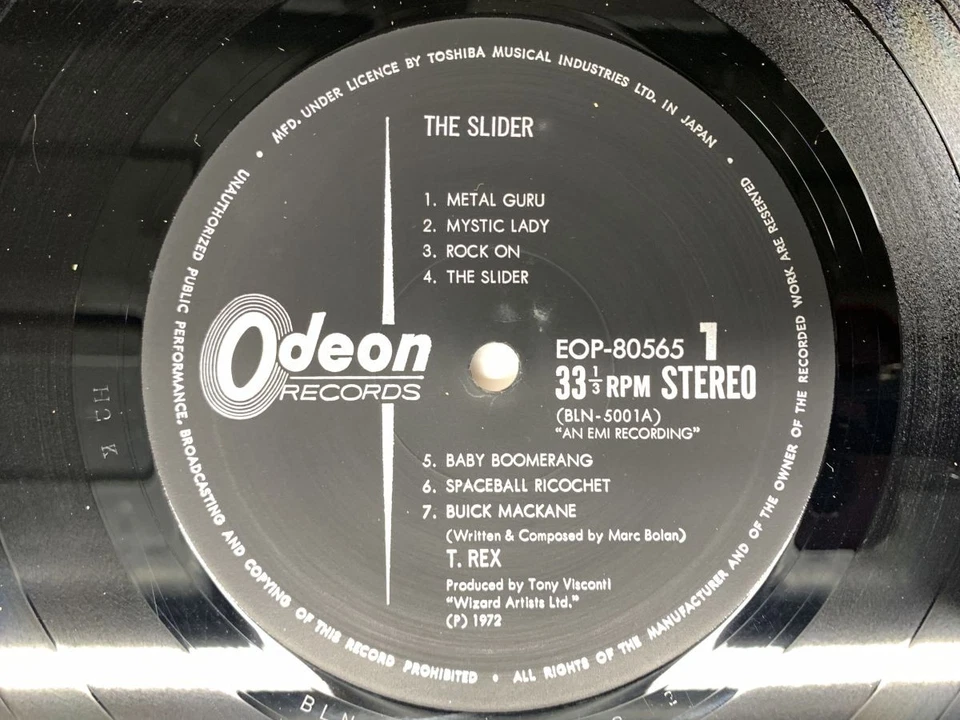 MFD. UNDER LICENCE BY TOSHIBA MUSICAL INDUSTRIES LTD. IN JAPAN
THE SLIDER
1. METAL GURU
2. MYSTIC LADY
3. ROCK ON
4. THE SLIDER
Odeon
RECORDS
EOP-80565 1
33 1/3 RPM STEREO
(BLN-5001A)
"AN EMI RECORDING"
5. BABY BOOMERANG
6. SPACEBALL RICOCHET
7. BUICK MACKANE
(Written & Composed by Marc Bolan)
T. REX
Produced by Tony Visconti
"Wizard Artists Ltd."
(P) 1972
UNAUTHORIZED PUBLIC PERFORMANCE, BROADCASTING AND COPYING OF THIS RECORD PROHIBITED
ALL RIGHTS OF THE MANUFACTURER AND OF THE OWNER OF THE RECORDED WORK ARE RESERVED
BLN